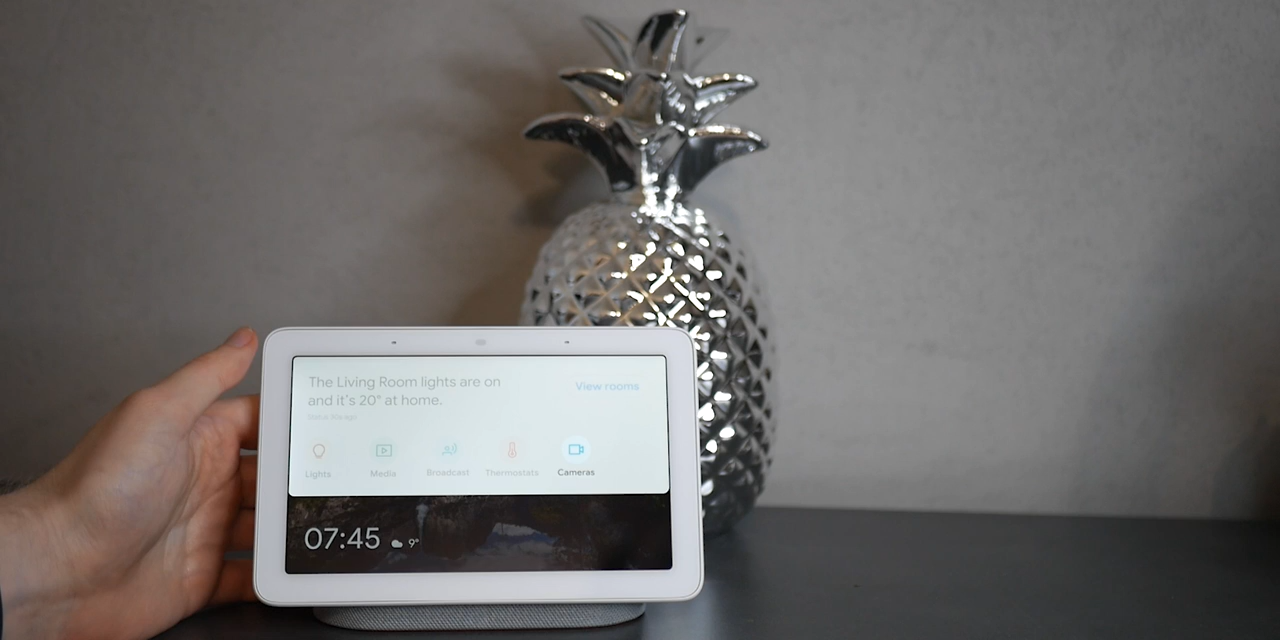 The Living Room lights are on
and it's 20° at home.
View rooms
Lights
Media
Broadcast
Thermostats
Cameras
07:45
9°